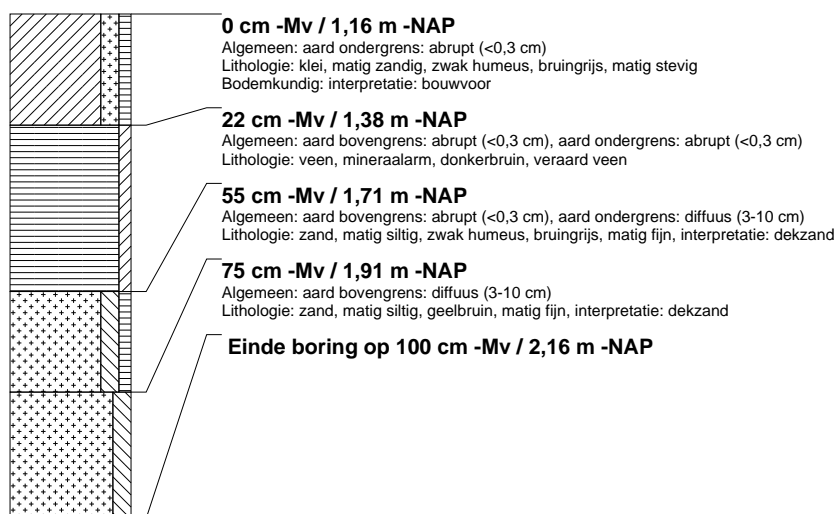 0 cm -Mv / 1,16 m -NAP
Algemeen: aard ondergrens: abrupt (<0,3 cm)
Lithologie: klei, matig zandig, zwak humeus, bruingrijs, matig stevig
Bodemkundig: interpretatie: bouwvoor
22 cm -Mv / 1,38 m -NAP
Algemeen: aard bovengrens: abrupt (<0,3 cm), aard ondergrens: abrupt (<0,3 cm)
Lithologie: veen, mineraalarm, donkerbruin, veraard veen
55 cm -Mv / 1,71 m -NAP
Algemeen: aard bovengrens: abrupt (<0,3 cm), aard ondergrens: diffuus (3-10 cm)
Lithologie: zand, matig siltig, zwak humeus, bruingrijs, matig fijn, interpretatie: dekzand
75 cm -Mv / 1,91 m -NAP
Algemeen: aard bovengrens: diffuus (3-10 cm)
Lithologie: zand, matig siltig, geelbruin, matig fijn, interpretatie: dekzand
Einde boring op 100 cm -Mv / 2,16 m -NAP